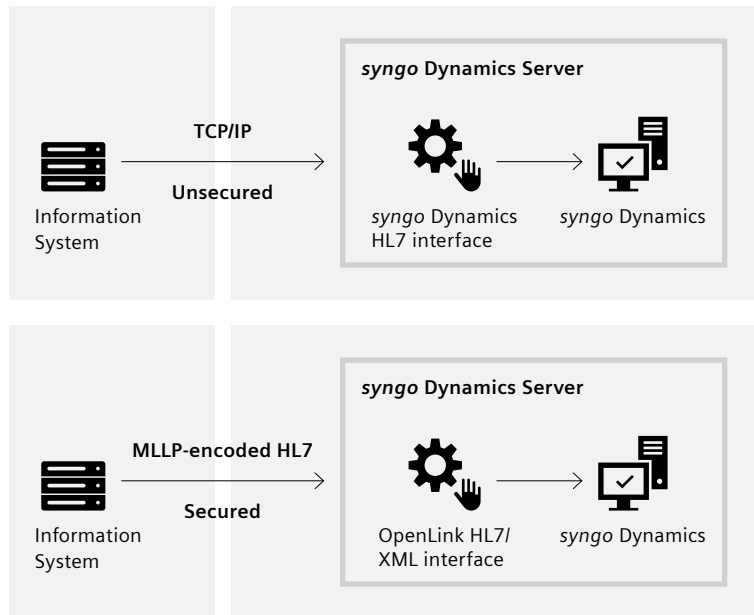 syngo Dynamics Server
TCP/IP
Unsecured
Information
System
syngo Dynamics
HL7 interface
syngo Dynamics
syngo Dynamics Server
MLLP-encoded HL7
Secured
Information
System
OpenLink HL7/
XML interface
syngo Dynamics